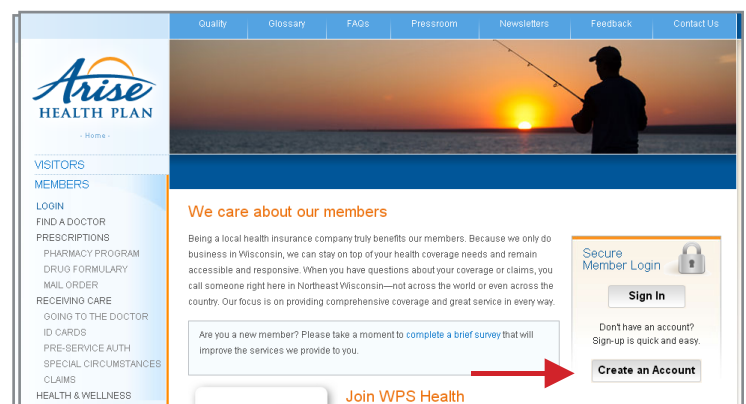 Quality Glossary FAQs Pressroom Newsletters Feedback Contact Us
Arise
HEALTH PLAN
- Home -
VISITORS
MEMBERS
LOGIN
FIND A DOCTOR
PRESCRIPTIONS
PHARMACY PROGRAM
DRUG FORMULARY
MAIL ORDER
RECEIVING CARE
GOING TO THE DOCTOR
ID CARDS
PRE-SERVICE AUTH
SPECIAL CIRCUMSTANCES
CLAIMS
HEALTH & WELLNESS
We care about our members
Being a local health insurance company truly benefits our members. Because we only do
business in Wisconsin, we can stay on top of your health coverage needs and remain
accessible and responsive. When you have questions about your coverage or claims, you
call someone right here in Northeast Wisconsin—not across the world or even across the
country. Our focus is on providing comprehensive coverage and great service in every way.
Are you a new member? Please take a moment to complete a brief survey that will
improve the services we provide to you.
Join WPS Health
Secure
Member Login
Sign In
Don't have an account?
Sign-up is quick and easy.
Create an Account